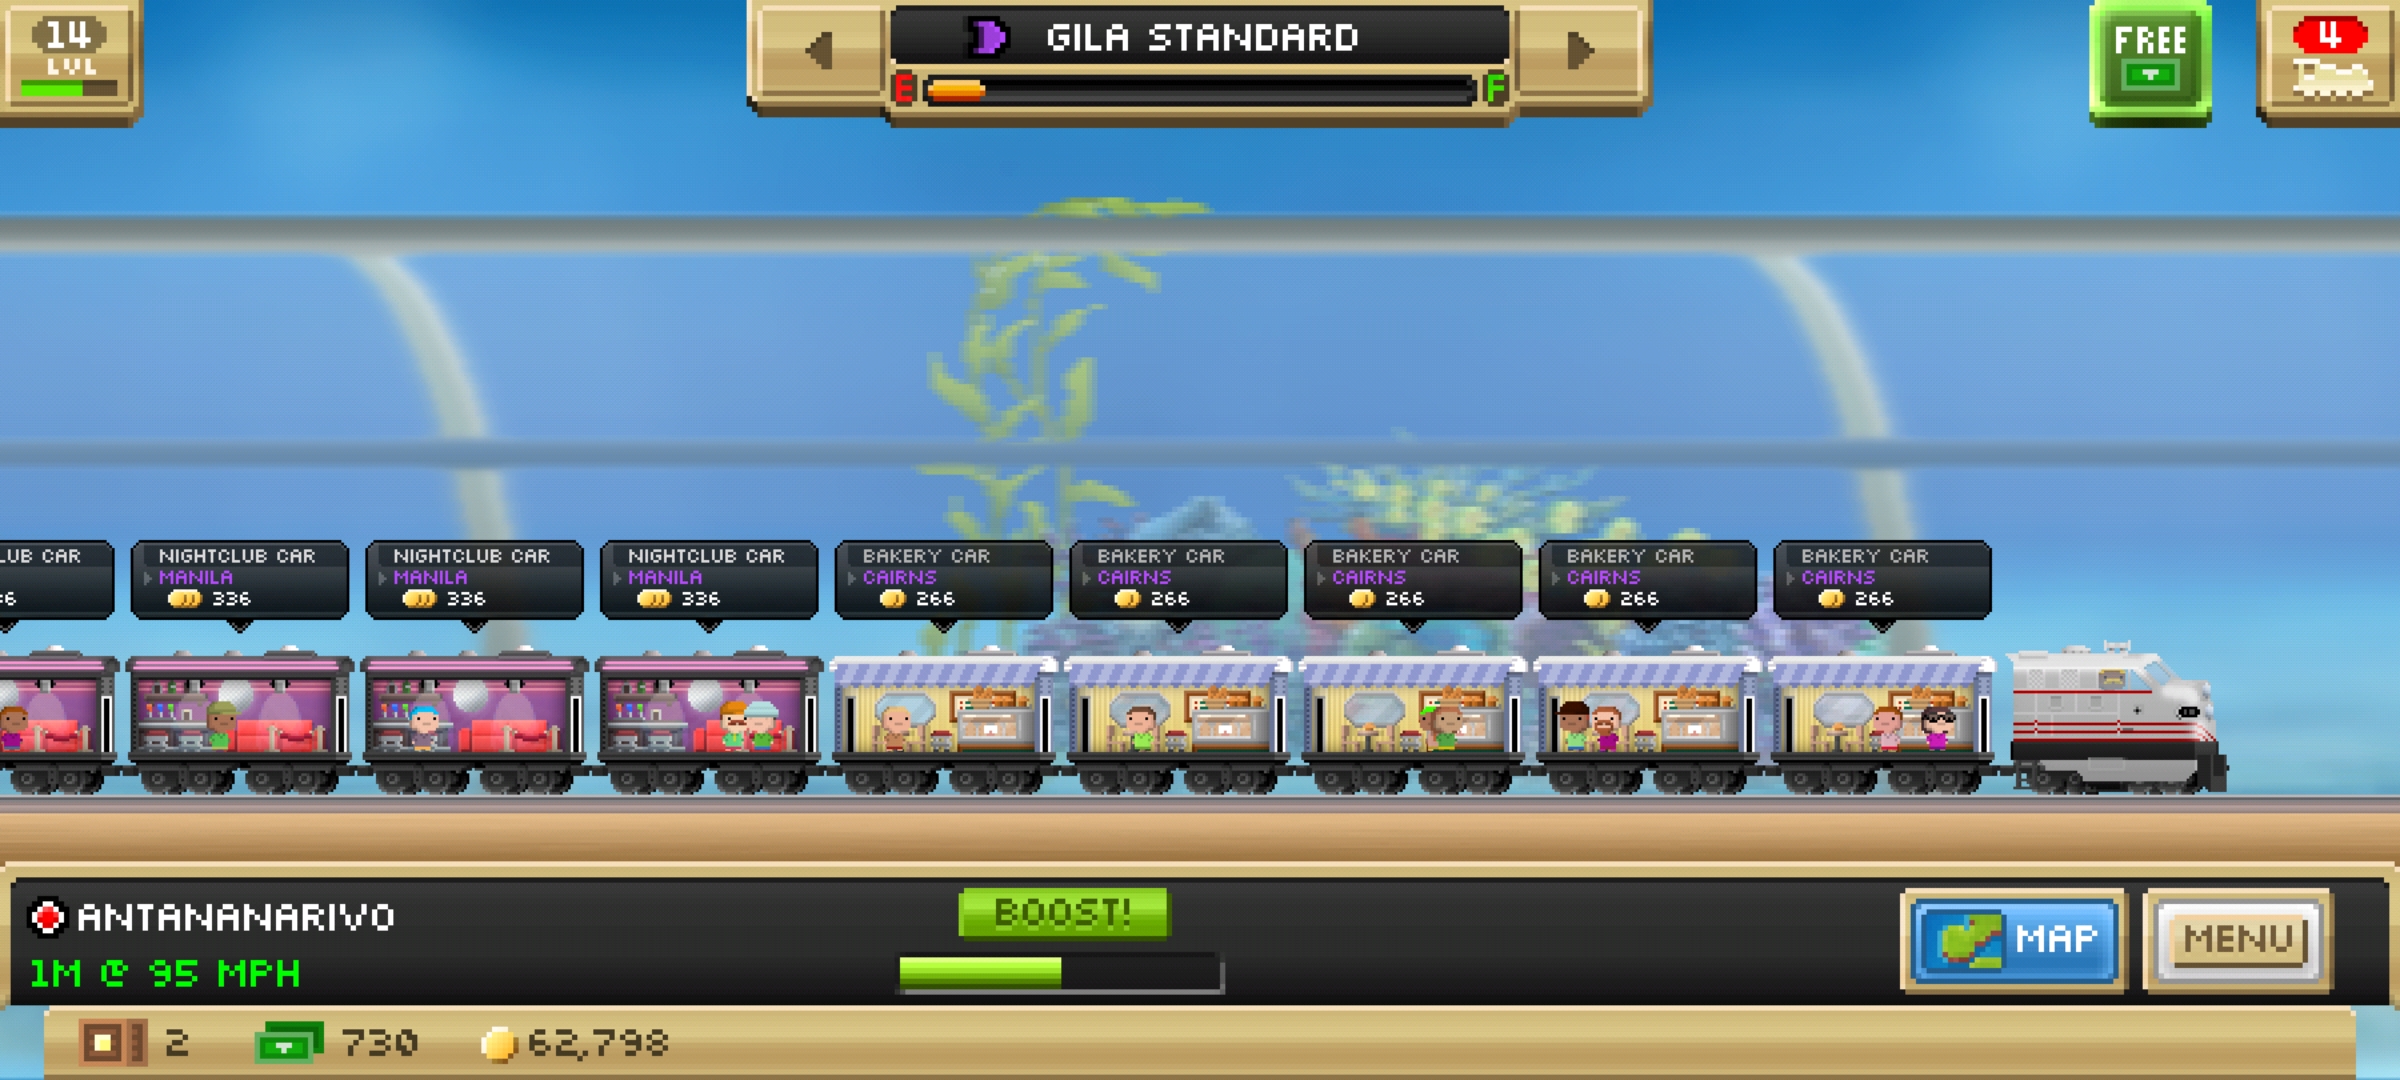 14
LVL
GILA STANDARD
E
F
FREE
4
LUB CAR
NIGHTCLUB CAR
MANILA
336
NIGHTCLUB CAR
MANILA
336
NIGHTCLUB CAR
MANILA
336
BAKERY CAR
CAIRNS
266
BAKERY CAR
CAIRNS
266
BAKERY CAR
CAIRNS
266
BAKERY CAR
CAIRNS
266
BAKERY CAR
CAIRNS
266
ANTANANARIVO
1M @ 95 MPH
BOOST!
MAP
MENU
2
730
62,798